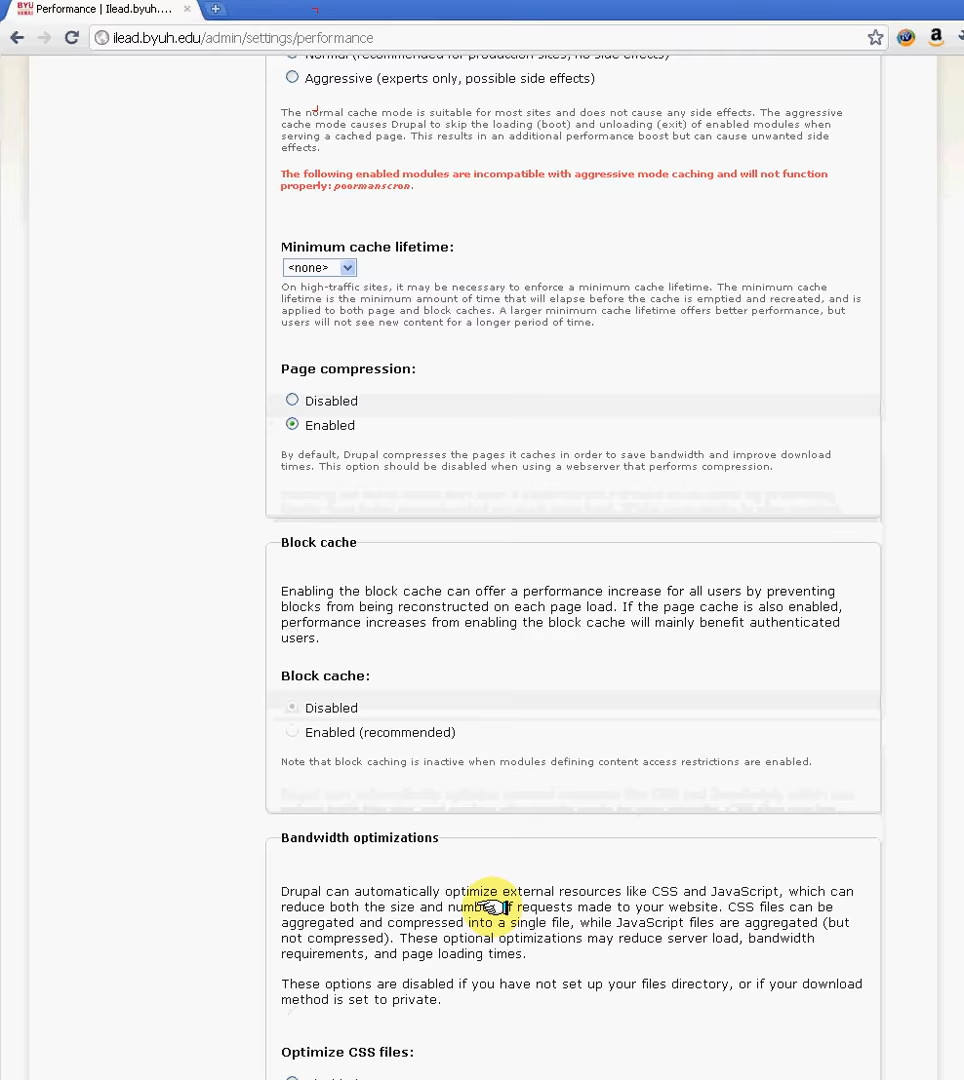 BYU Performance | Ilead.byuh....
ilead.byuh.edu/admin/settings/performance
Normal (recommended for production sites, no side effects)
Aggressive (experts only, possible side effects)
The normal cache mode is suitable for most sites and does not cause any side effects. The aggressive
cache mode causes Drupal to skip the loading (boot) and unloading (exit) of enabled modules when
serving a cached page. This results in an additional performance boost but can cause unwanted side
effects.
The following enabled modules are incompatible with aggressive mode caching and will not function
properly: poormanscron.
Minimum cache lifetime:
<none>
On high-traffic sites, it may be necessary to enforce a minimum cache lifetime. The minimum cache
lifetime is the minimum amount of time that will elapse before the cache is emptied and recreated, and is
applied to both page and block caches. A larger minimum cache lifetime offers better performance, but
users will not see new content for a longer period of time.
Page compression:
Disabled
Enabled
By default, Drupal compresses the pages it caches in order to save bandwidth and improve download
times. This option should be disabled when using a webserver that performs compression.
Block cache
Enabling the block cache can offer a performance increase for all users by preventing
blocks from being reconstructed on each page load. If the page cache is also enabled,
performance increases from enabling the block cache will mainly benefit authenticated
users.
Block cache:
Disabled
Enabled (recommended)
Note that block caching is inactive when modules defining content access restrictions are enabled.
Bandwidth optimizations
Drupal can automatically optimize external resources like CSS and JavaScript, which can
reduce both the size and number of requests made to your website. CSS files can be
aggregated and compressed into a single file, while JavaScript files are aggregated (but
not compressed). These optional optimizations may reduce server load, bandwidth
requirements, and page loading times.
These options are disabled if you have not set up your files directory, or if your download
method is set to private.
Optimize CSS files: